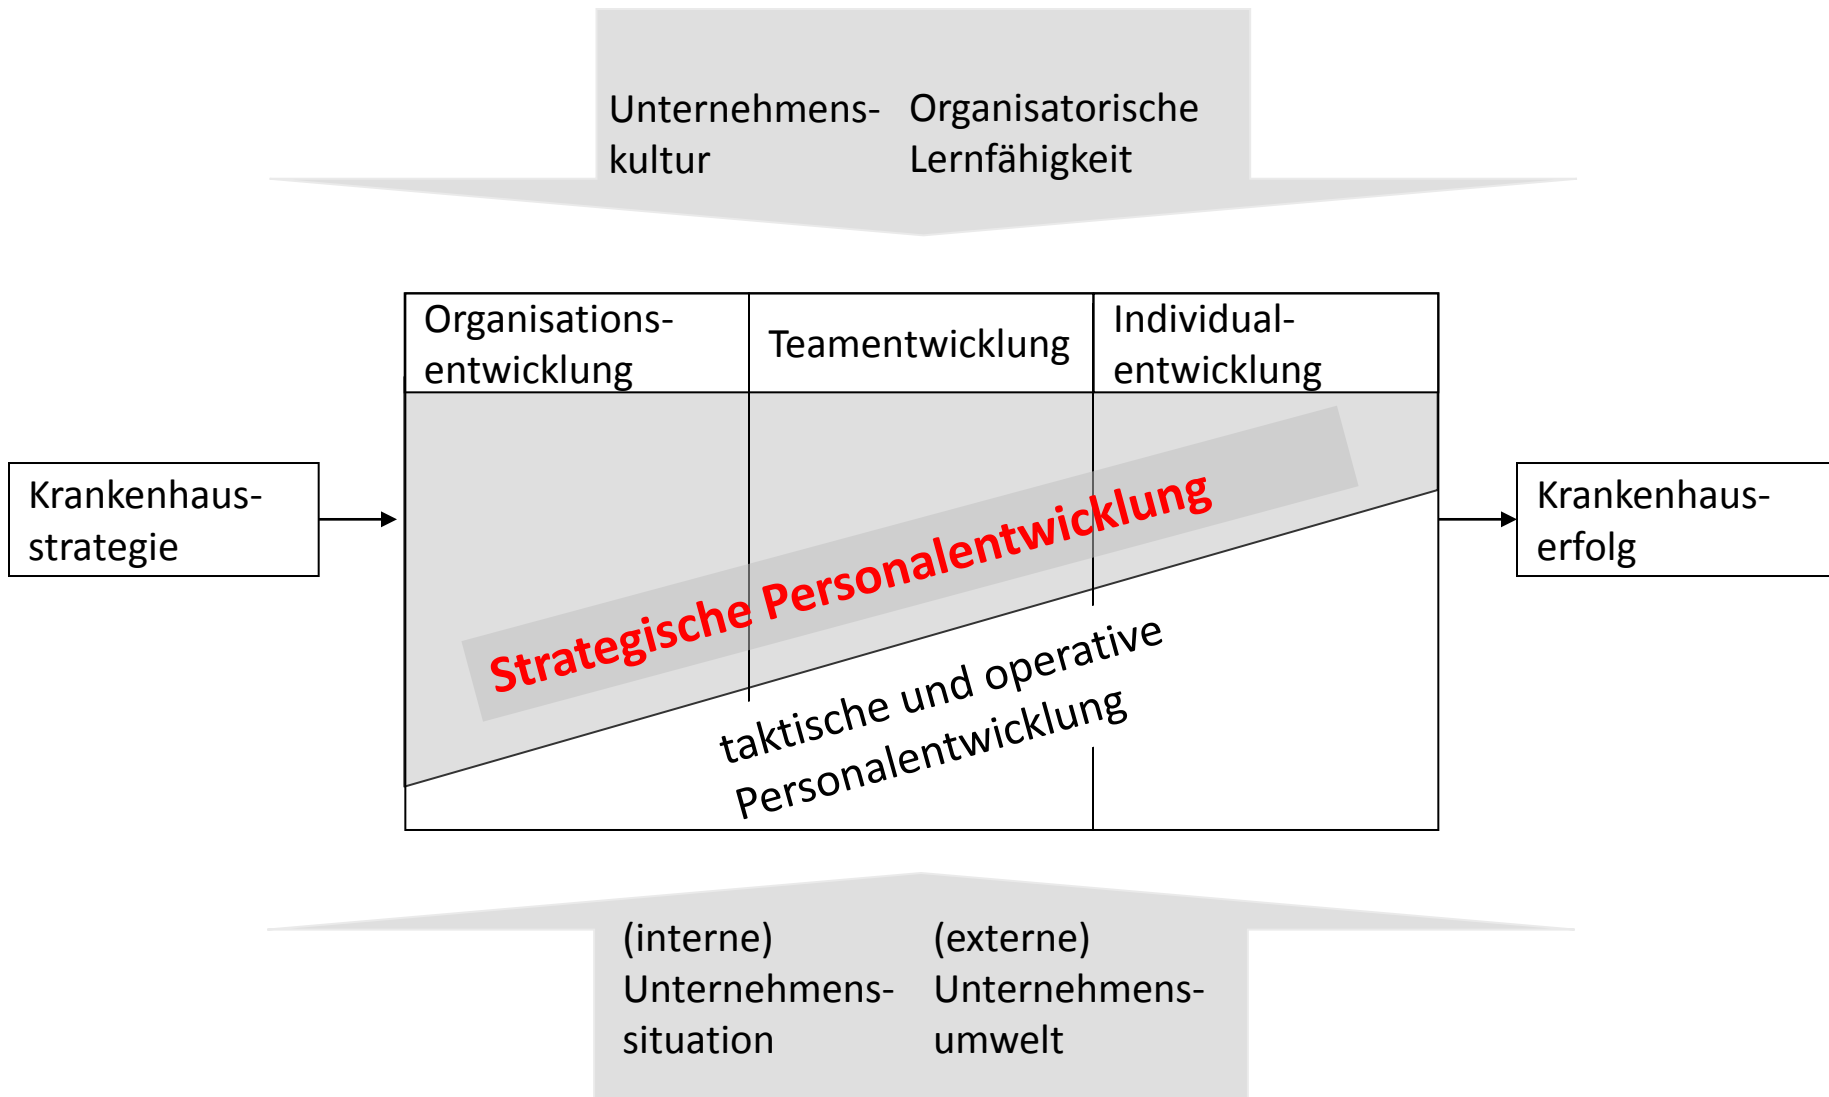 Unternehmens-
kultur
Organisatorische
Lernfähigkeit
Organisations-
entwicklung
Teamentwicklung
Individual-
entwicklung
Krankenhaus-
strategie
Strategische Personalentwicklung
taktische und operative
Personalentwicklung
Krankenhaus-
erfolg
(interne)
Unternehmens-
situation
(externe)
Unternehmens-
umwelt